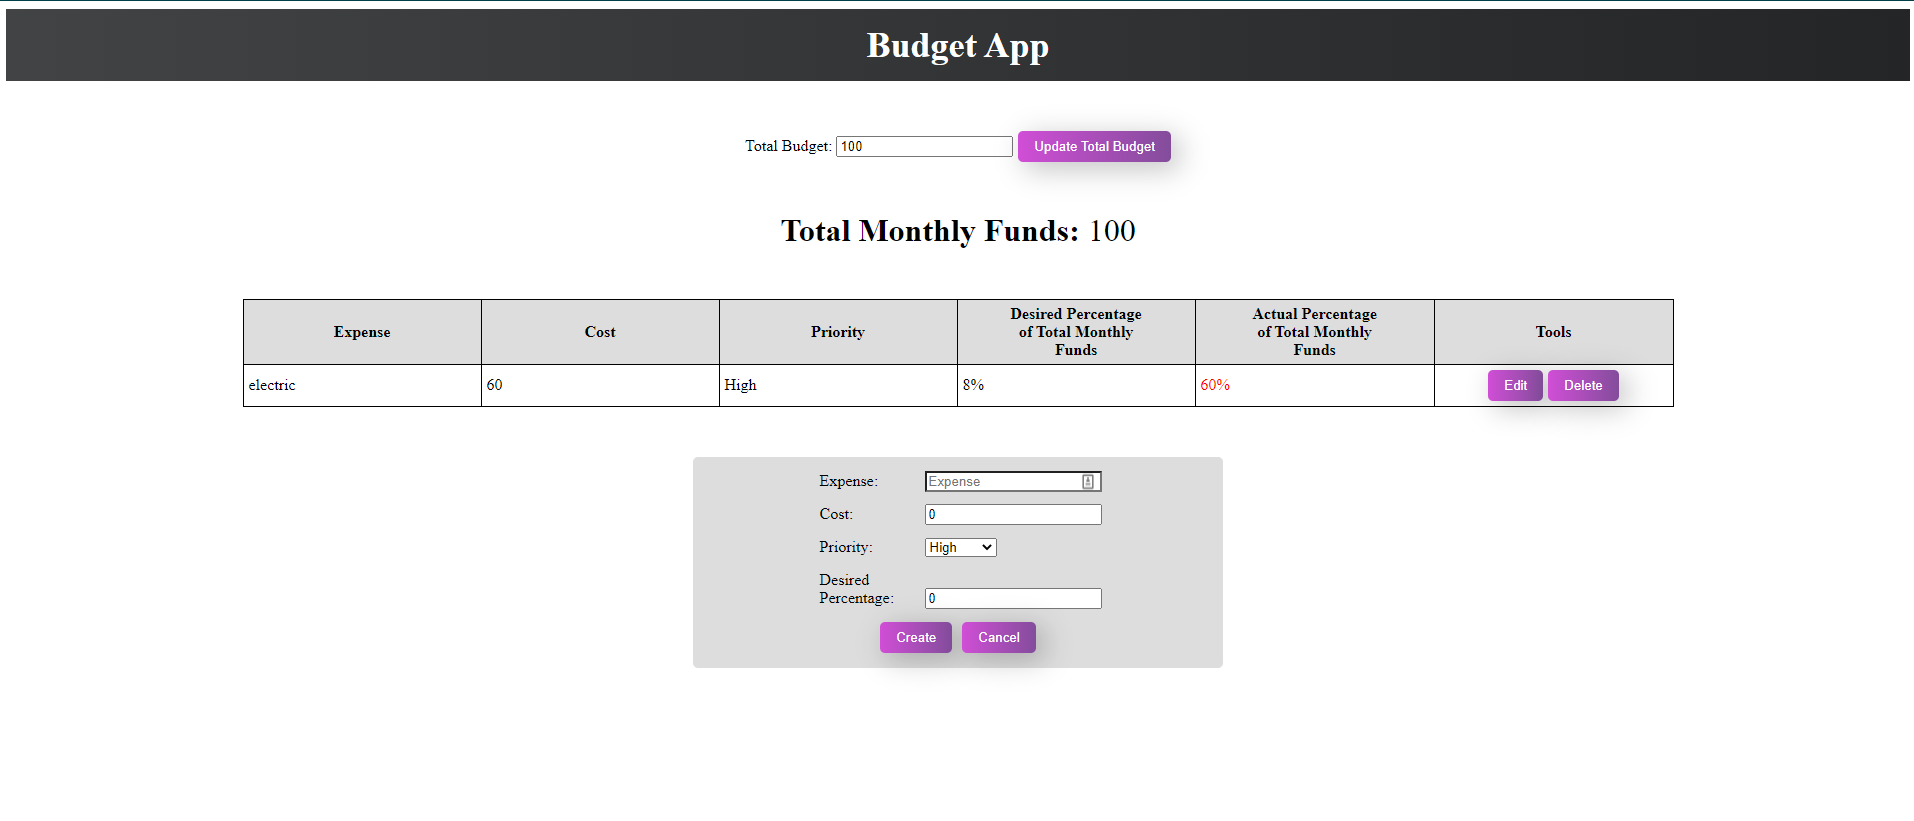 Budget App
Total Budget: 100 Update Total Budget
Total Monthly Funds: 100
Expense Cost Priority Desired Percentage of Total Monthly Funds Actual Percentage of Total Monthly Funds Tools
electric 60 High 8% 60% Edit Delete
Expense: Expense
Cost: 0
Priority: High
Desired
Percentage: 0
Create Cancel